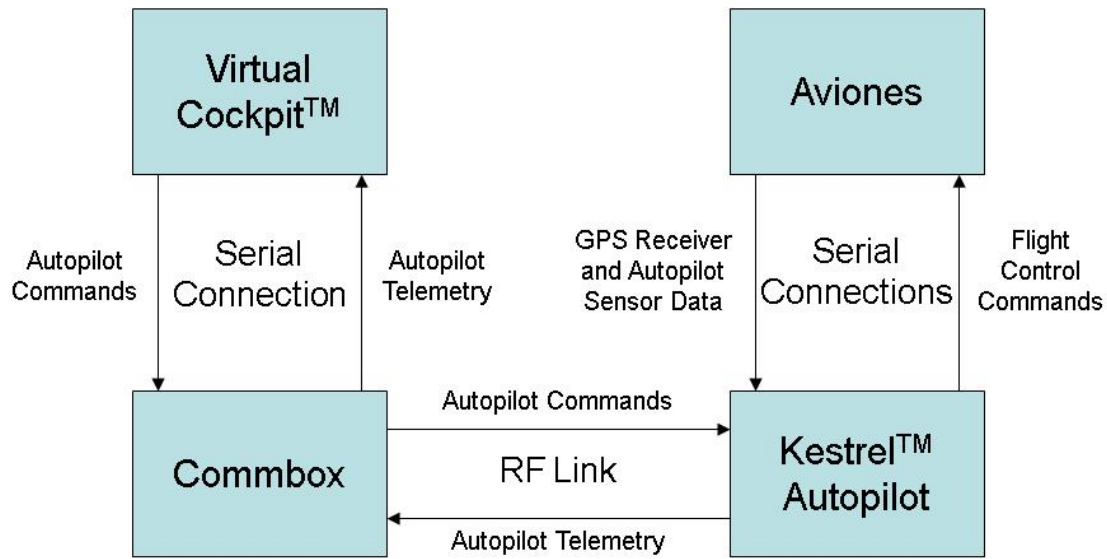 Virtual
Cockpit™
Aviones
Autopilot
Commands
Serial
Connection
Autopilot
Telemetry
GPS Receiver
and Autopilot
Sensor Data
Serial
Connections
Flight
Control
Commands
Commbox
Autopilot Commands
RF Link
Autopilot Telemetry
Kestrel™
Autopilot